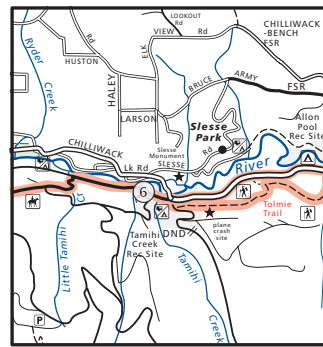 LOOKOUT
Rd
VIEW Rd
CHILLIWACK
-BENCH
FSR
Ryder
Creek
Rd
HUSTON
HALEY
ELK
BRUCE
ARMY
FSR
LARSON
Slesse
Park
Rd
Allon
Pool
Rec Site
Slesse
Monument
SLESSE
CHILLIWACK
Lk Rd
River
6
Tolmie
Trail
plane
crash
site
Tamihi
Creek
Rec Site
DND
Cr
Little Tamihi
Tamihi
Creek
P